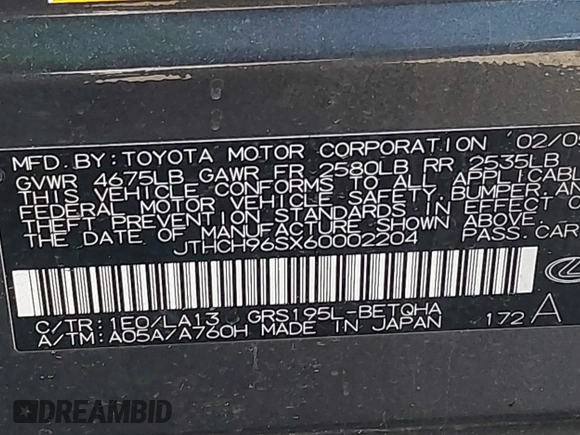 MFD. BY: TOYOTA MOTOR CORPORATION '02/0
GVWR 4675LB GAWR FR 2580LB RR 2535LB
THIS VEHICLE CONFORMS TO ALL APPLICABL
FEDERAL MOTOR VEHICLE SAFETY, BUMPER, AN
THEFT PREVENTION STANDARDS IN EFFECT O
THE DATE OF MANUFACTURE SHOWN ABOVE.
JTHCH96SX60002204 PASS. CAR
C/TR: 1E0/LA13 GRS195L-BETQHA
A/TM: A05A/A760H MADE IN JAPAN 172 A
DREAMBID